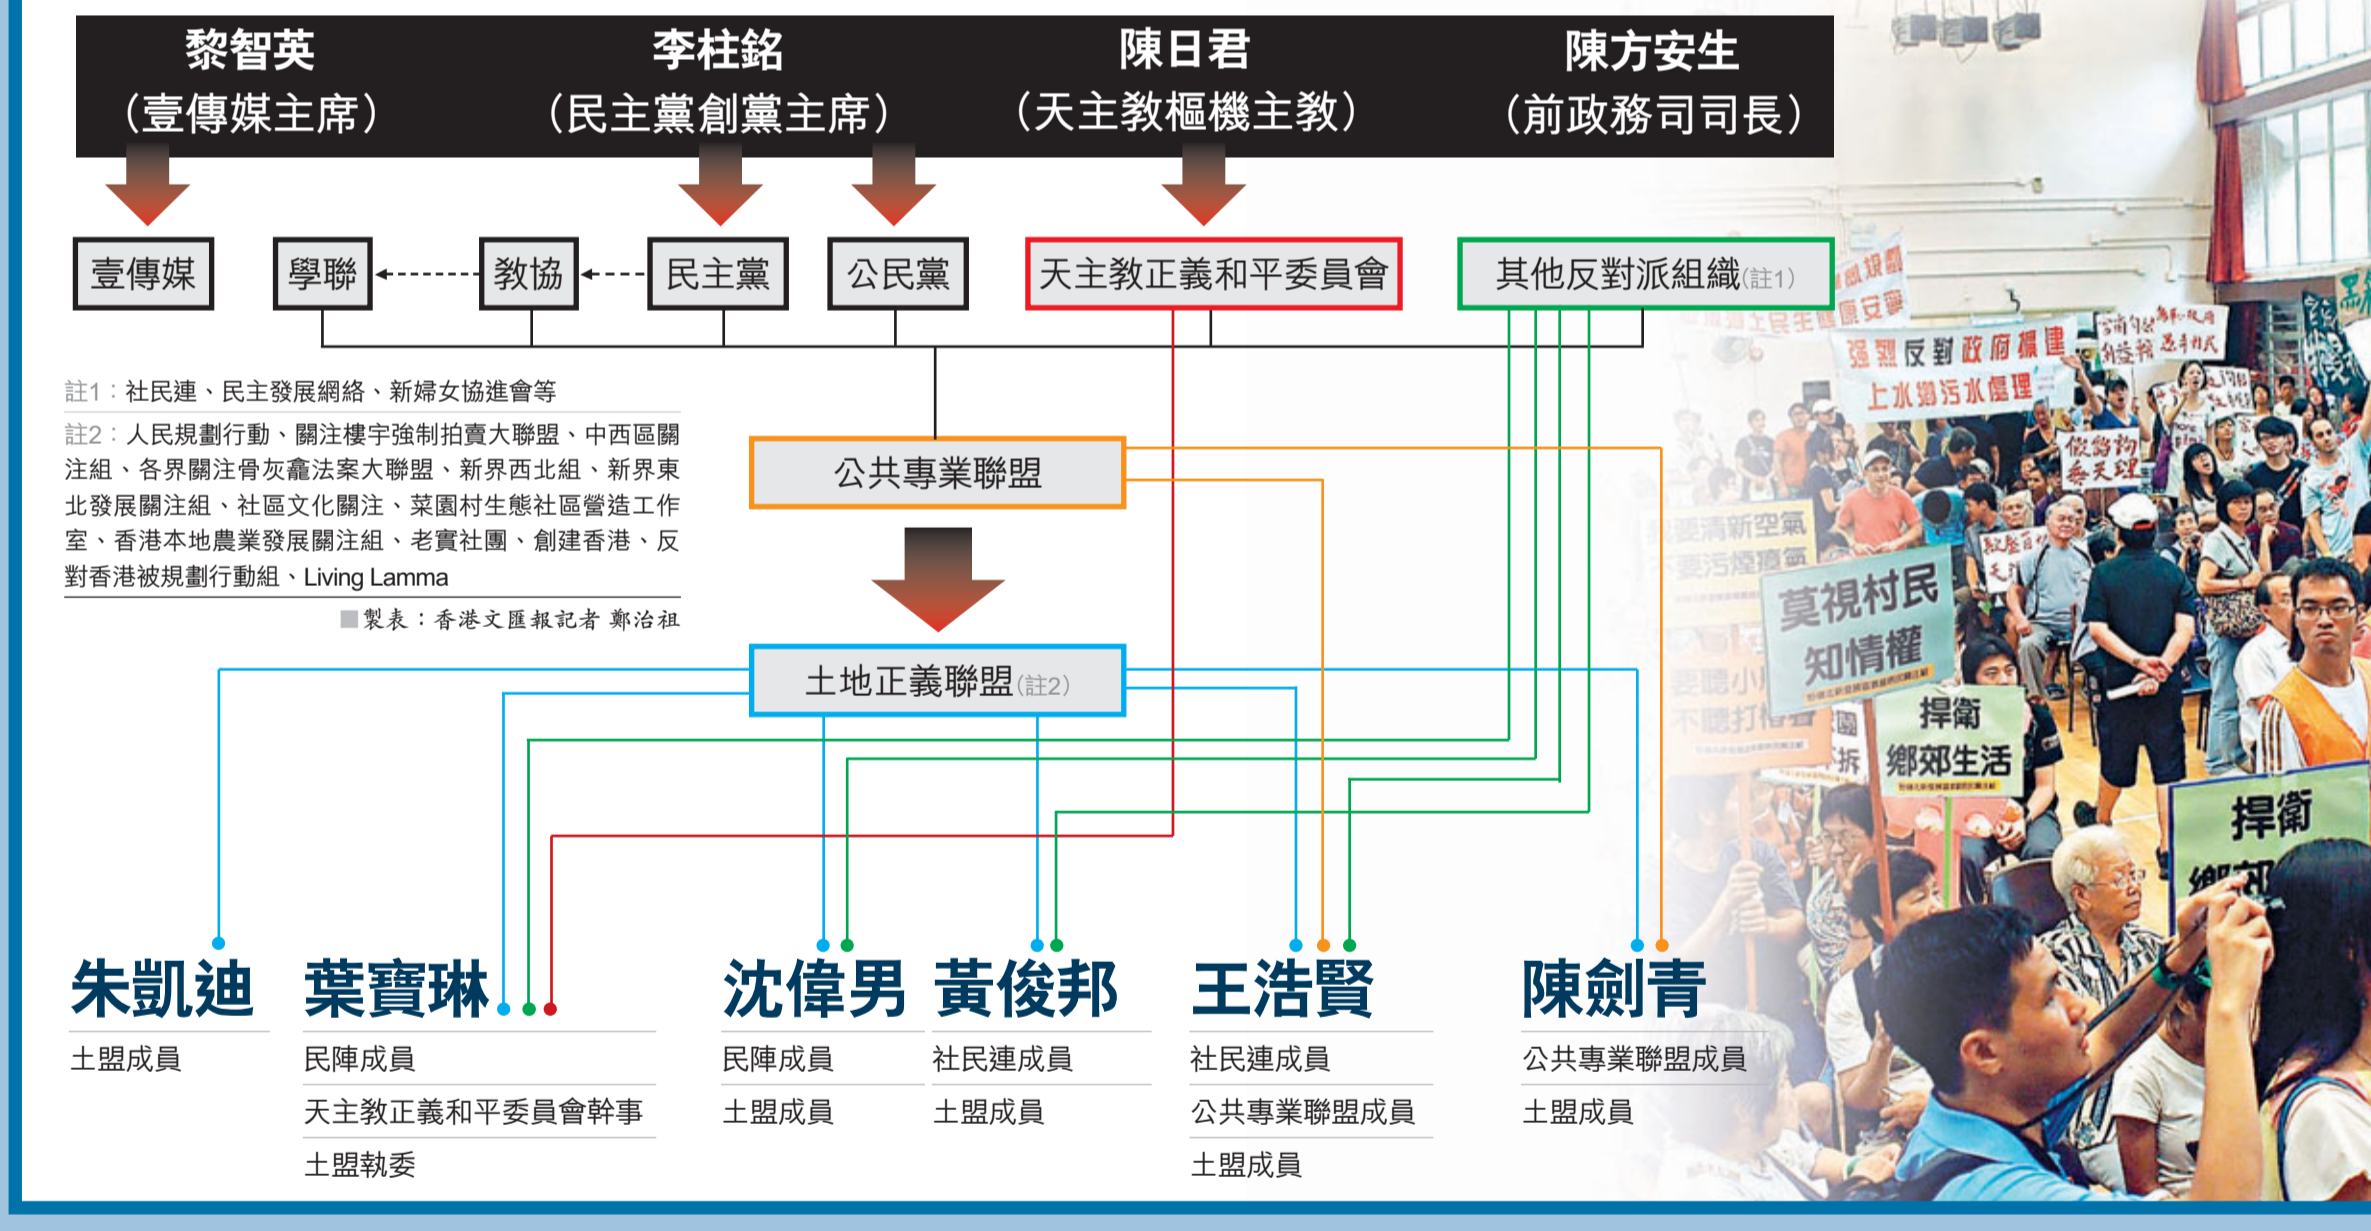 黎智英
（壹傳媒主席）
李柱銘
（民主黨創黨主席）
陳日君
（天主教樞機主教）
陳方安生
（前政務司司長）
壹傳媒
學聯
教協
民主黨
公民黨
天主教正義和平委員會
其他反對派組織(註1)
註1：社民連、民主發展網絡、新婦女協進會等
註2：人民規劃行動、關注樓宇強制拍賣大聯盟、中西區關
注組、各界關注骨灰龕法案大聯盟、新界西北組、新界東
北發展關注組、社區文化關注、菜園村生態社區營造工作
室、香港本地農業發展關注組、老實社團、創建香港、反
對香港被規劃行動組、Living Lamma
■製表：香港文匯報記者 鄭治祖
公共專業聯盟
土地正義聯盟(註2)
朱凱迪
土盟成員
葉寶琳
民陣成員
天主教正義和平委員會幹事
土盟執委
沈偉男
民陣成員
土盟成員
黃俊邦
社民連成員
土盟成員
王浩賢
社民連成員
公共專業聯盟成員
土盟成員
陳劍青
公共專業聯盟成員
土盟成員
强烈反對政府擴建
上水鄉污水處理
假諮詢
無天理
要清新空氣
莫視村民
知情權
捍衛
鄉郊生活
捍衛